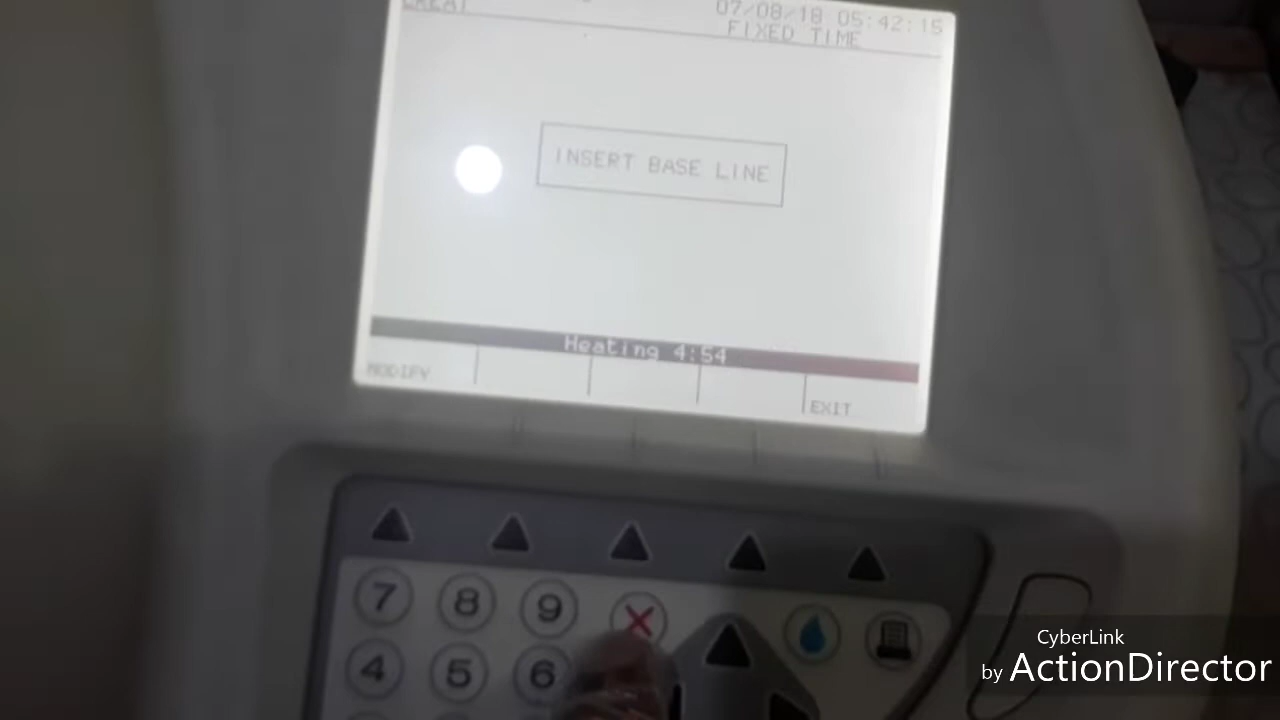 CREAT
07/08/18 05:42:15
FIXED TIME
INSERT BASE LINE
Heating 4:54
MODIFY
EXIT
7 8 9
4 5 6
CyberLink
by ActionDirector